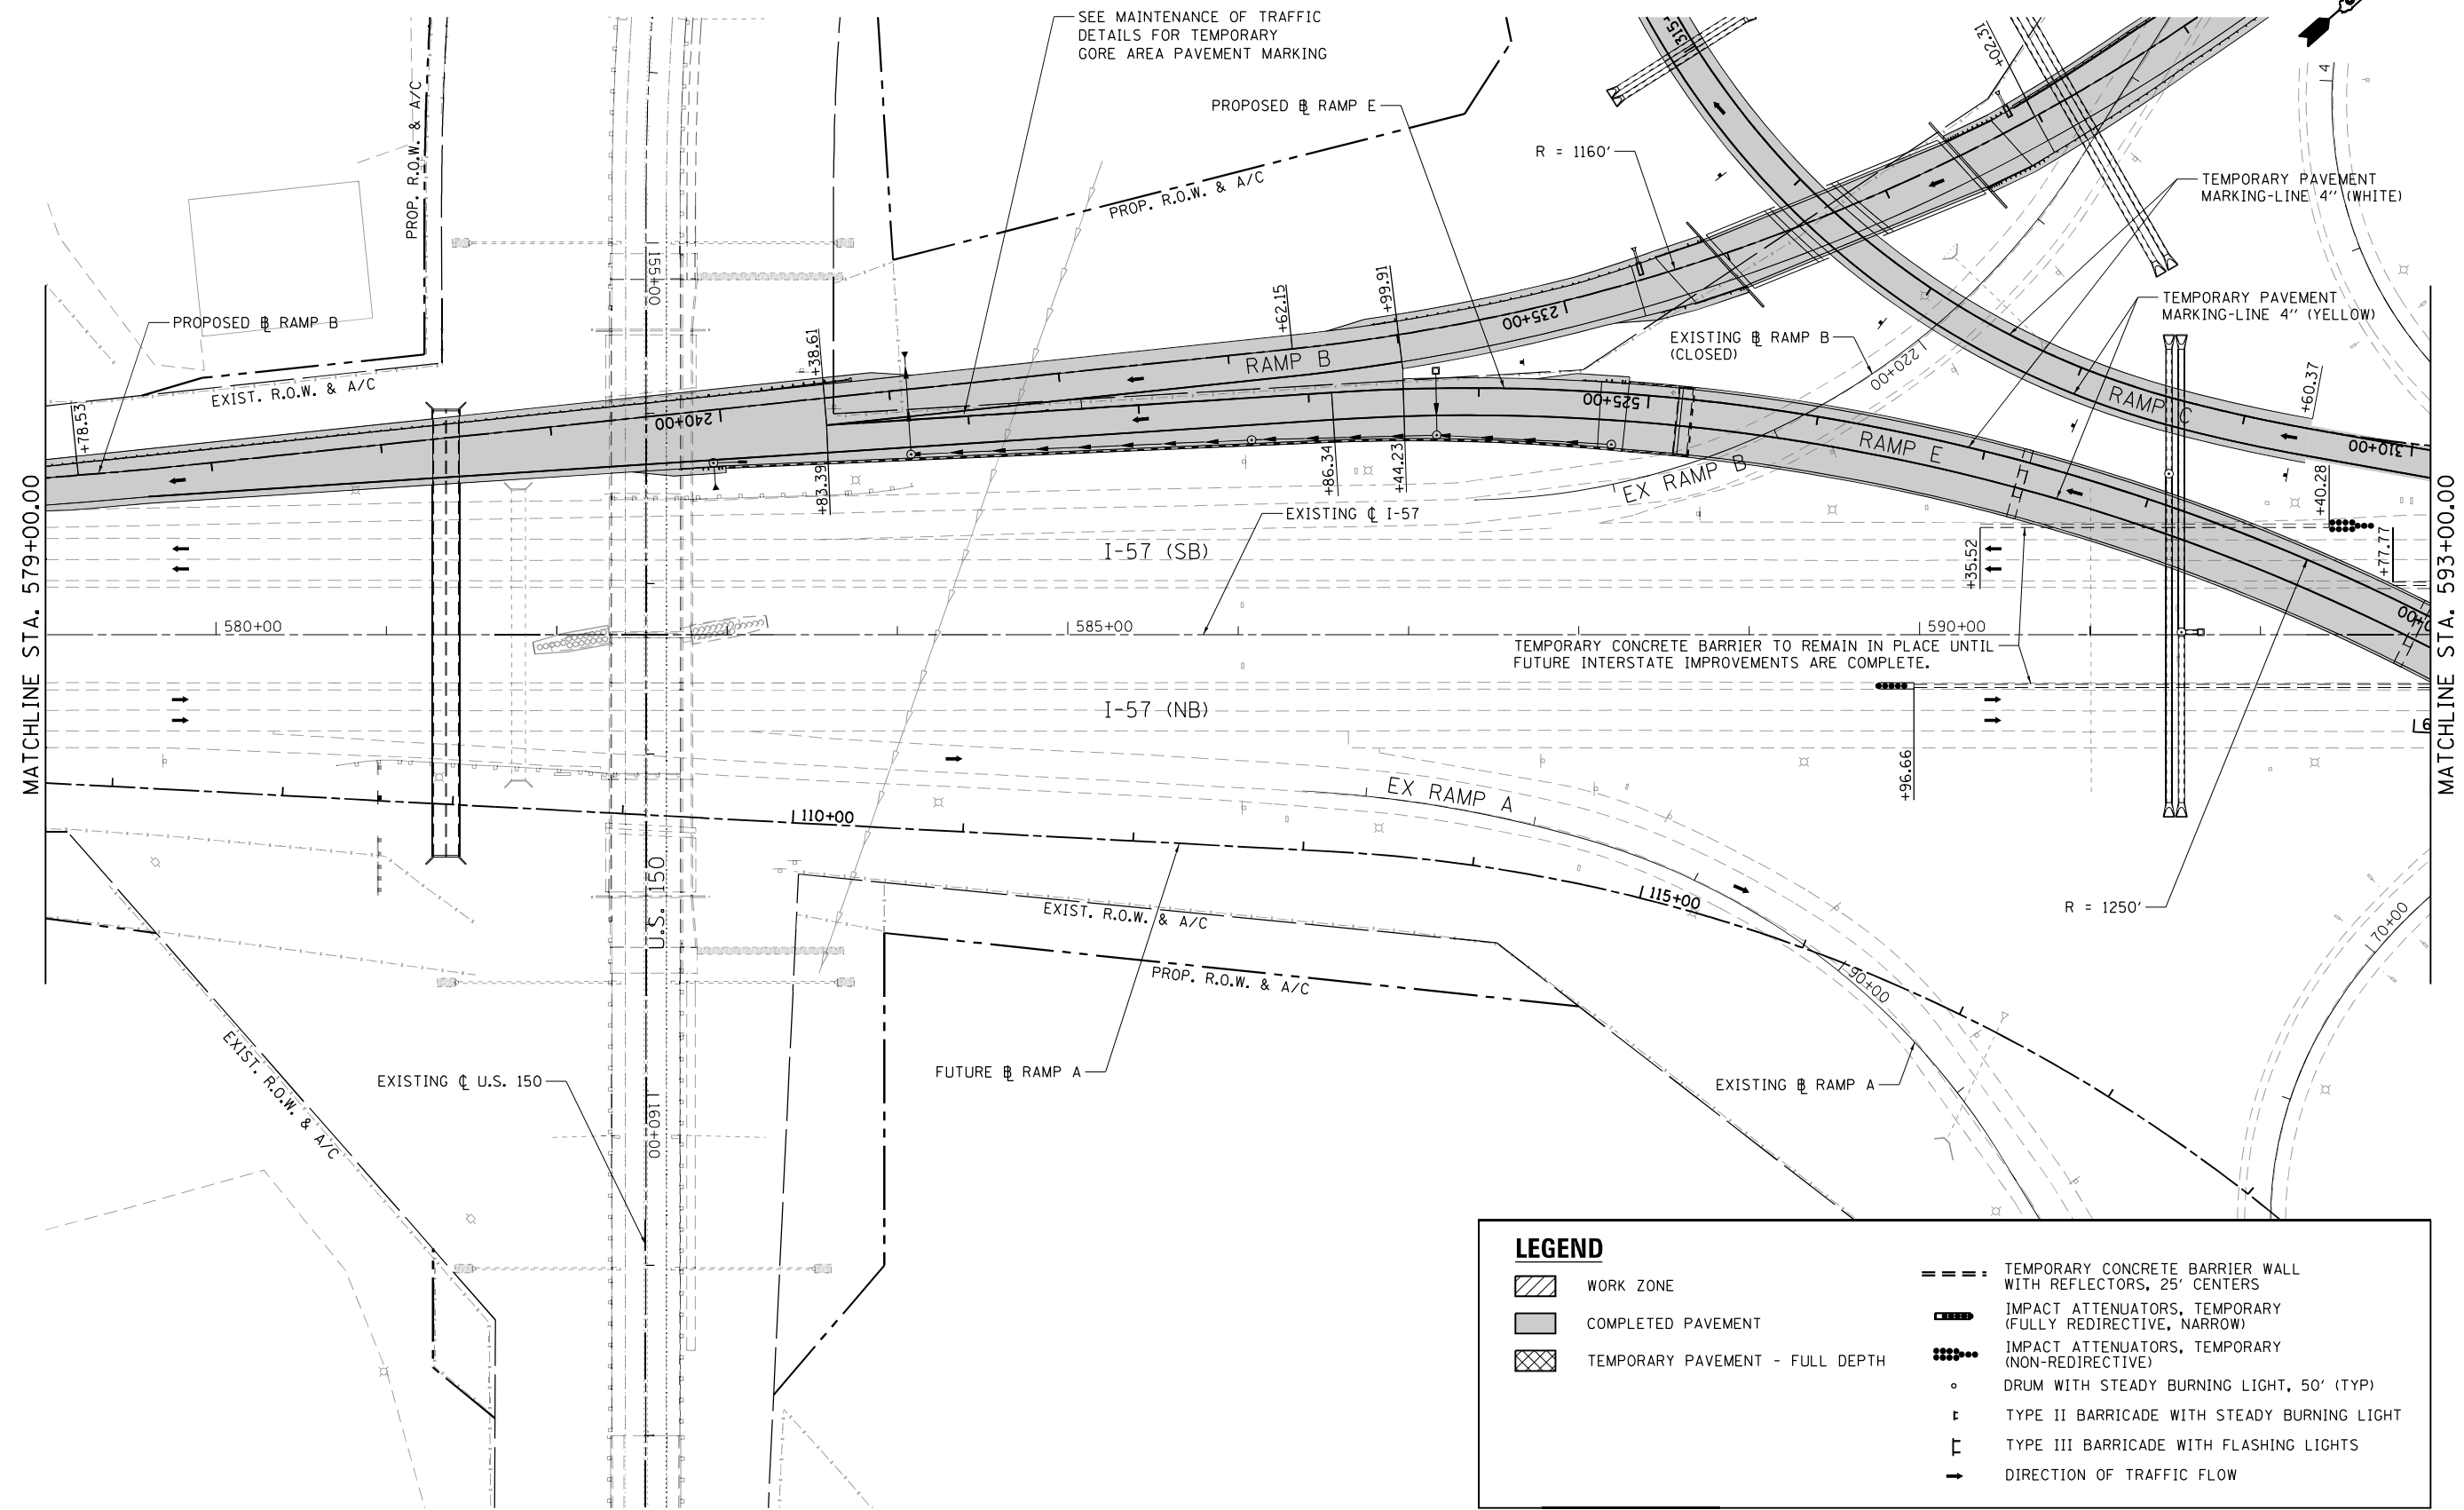 SEE MAINTENANCE OF TRAFFIC
DETAILS FOR TEMPORARY
GORE AREA PAVEMENT MARKING
PROPOSED ℄ RAMP E
R = 1160'
315+
+02.31
4
TEMPORARY PAVEMENT
MARKING-LINE 4" (WHITE)
TEMPORARY PAVEMENT
MARKING-LINE 4" (YELLOW)
PROP. R.O.W. & A/C
PROP. R.O.W. & A/C
155+00
PROPOSED ℄ RAMP B
EXIST. R.O.W. & A/C
+78.53
+38.61
+62.15
+99.91
235+00
RAMP B
240+00
EXISTING ℄ RAMP B
(CLOSED)
220+00
525+00
RAMP C
+60.37
310+00
RAMP E
EX RAMP B
+83.39
+86.34
+44.23
+40.28
+77.77
+35.52
EXISTING ℄ I-57
I-57 (SB)
MATCHLINE STA. 579+00.00
MATCHLINE STA. 593+00.00
580+00
585+00
590+00
TEMPORARY CONCRETE BARRIER TO REMAIN IN PLACE UNTIL
FUTURE INTERSTATE IMPROVEMENTS ARE COMPLETE.
I-57 (NB)
6
+96.66
EX RAMP A
110+00
115+00
U.S. 150
EXIST. R.O.W. & A/C
PROP. R.O.W. & A/C
R = 1250'
70+00
90+00
EXIST. R.O.W. & A/C
EXISTING ℄ U.S. 150
FUTURE ℄ RAMP A
EXISTING ℄ RAMP A
160+00
LEGEND
WORK ZONE
COMPLETED PAVEMENT
TEMPORARY PAVEMENT - FULL DEPTH
TEMPORARY CONCRETE BARRIER WALL
WITH REFLECTORS, 25' CENTERS
IMPACT ATTENUATORS, TEMPORARY
(FULLY REDIRECTIVE, NARROW)
IMPACT ATTENUATORS, TEMPORARY
(NON-REDIRECTIVE)
DRUM WITH STEADY BURNING LIGHT, 50' (TYP)
TYPE II BARRICADE WITH STEADY BURNING LIGHT
TYPE III BARRICADE WITH FLASHING LIGHTS
DIRECTION OF TRAFFIC FLOW